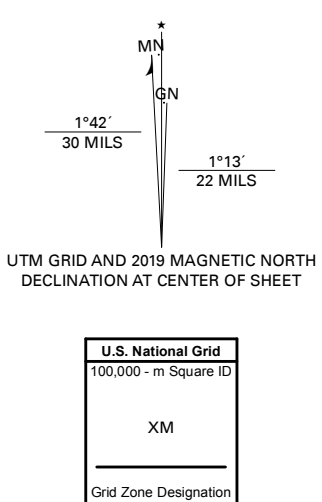 ★
MN
GN
1°42´
30 MILS
1°13´
22 MILS
UTM GRID AND 2019 MAGNETIC NORTH
DECLINATION AT CENTER OF SHEET
U.S. National Grid
100,000 - m Square ID
XM
Grid Zone Designation